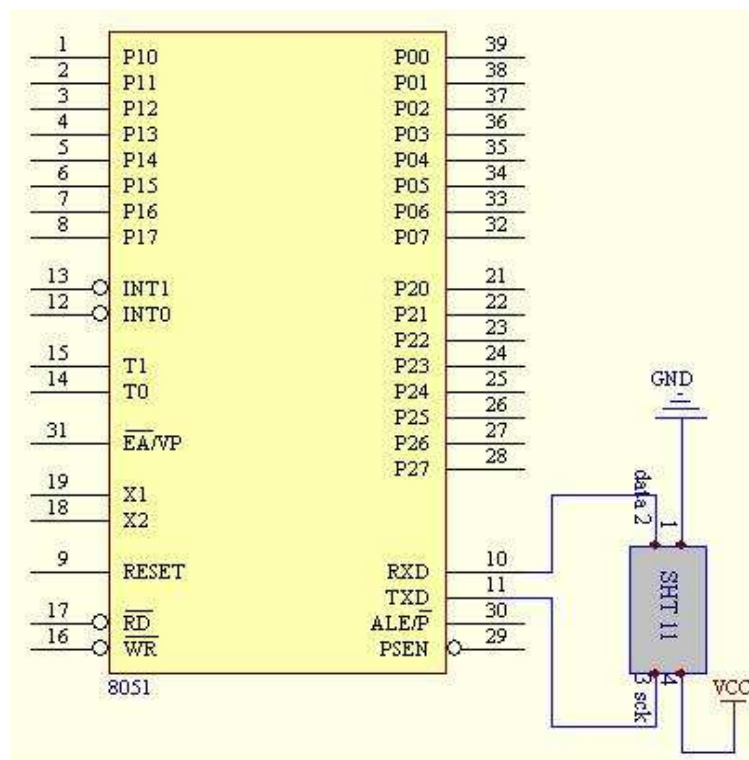 1 P10 P00 39
2 P11 P01 38
3 P12 P02 37
4 P13 P03 36
5 P14 P04 35
6 P15 P05 34
7 P16 P06 33
8 P17 P07 32
13 INT1 P20 21
12 INT0 P21 22
P22 23
15 T1 P23 24
14 T0 P24 25
P25 26
31 EA/VP P26 27
P27 28
19 X1
18 X2
9 RESET RXD 10
TXD 11
17 RD ALE/P 30
16 WR PSEN 29
8051
GND
data 2
1
SHT 11
3 sck
4
VCC